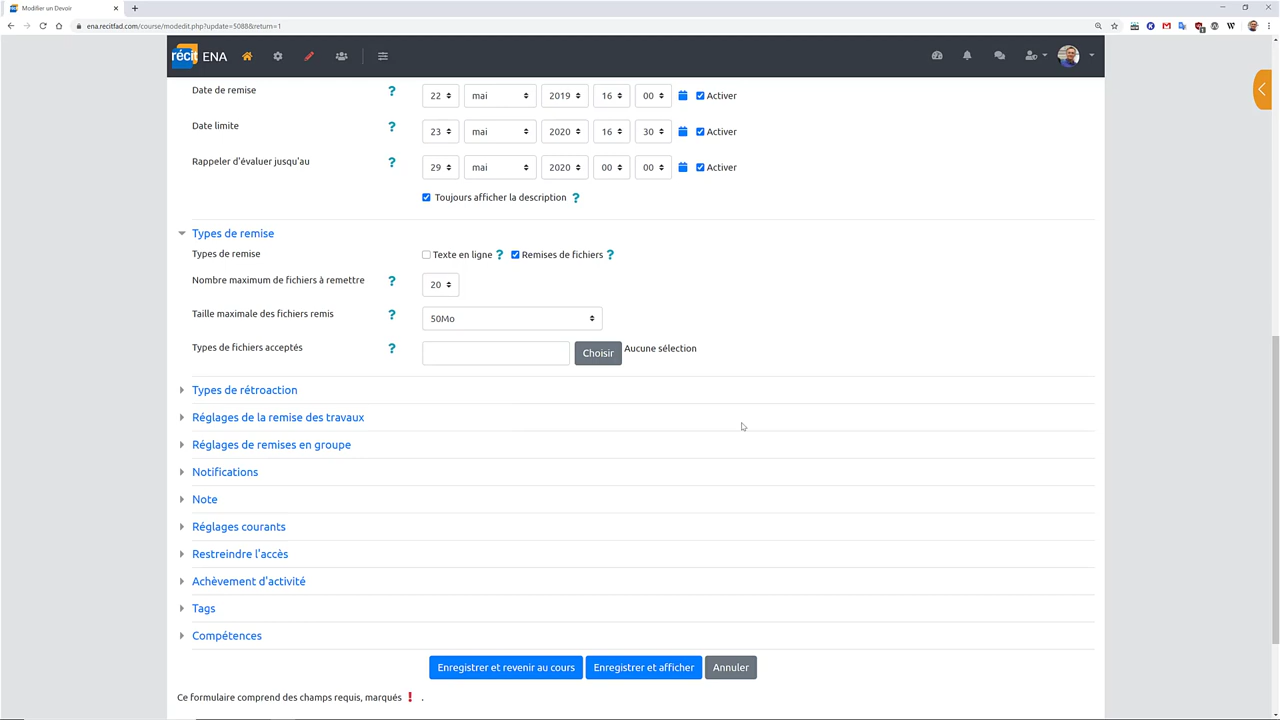 Modifier un Devoir
ena.recitfad.com/course/modedit.php?update=5088&return=1
récit ENA
Date de remise ? 22 mai 2019 16 00 Activer
Date limite ? 23 mai 2020 16 30 Activer
Rappeler d'évaluer jusqu'au ? 29 mai 2020 00 00 Activer
Toujours afficher la description ?
Types de remise
Types de remise Texte en ligne ? Remises de fichiers ?
Nombre maximum de fichiers à remettre ? 20
Taille maximale des fichiers remis ? 50Mo
Types de fichiers acceptés ? Choisir Aucune sélection
Types de rétroaction
Réglages de la remise des travaux
Réglages de remises en groupe
Notifications
Note
Réglages courants
Restreindre l'accès
Achèvement d'activité
Tags
Compétences
Enregistrer et revenir au cours Enregistrer et afficher Annuler
Ce formulaire comprend des champs requis, marqués ! .